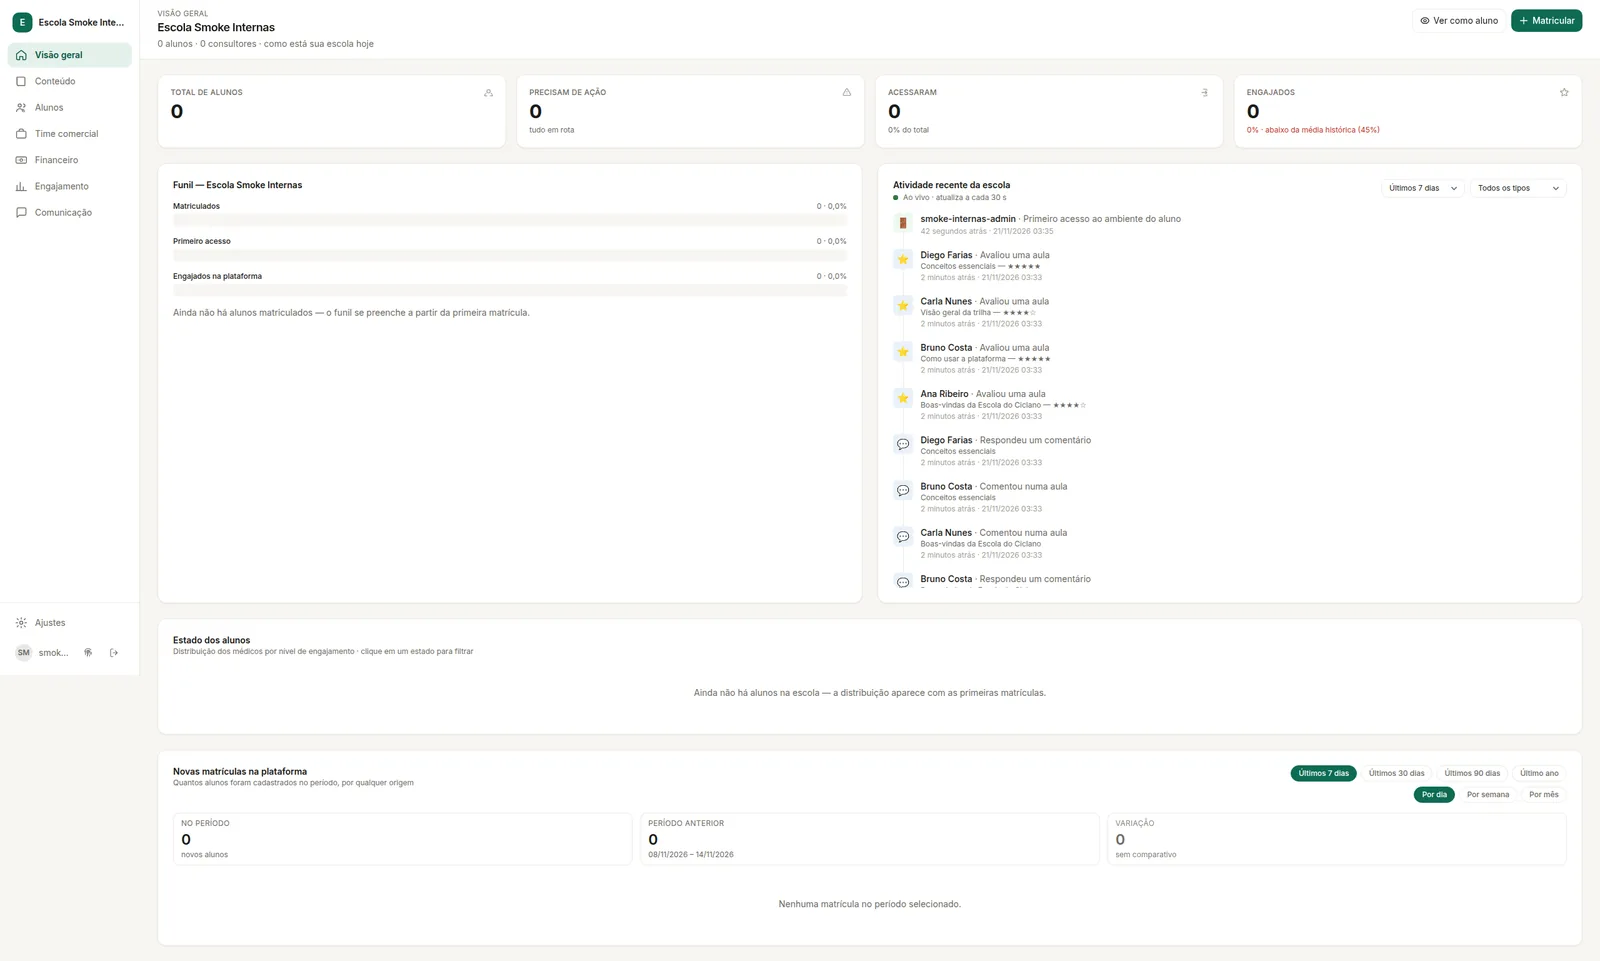 E Escola Smoke Inte...
Visão geral
Conteúdo
Alunos
Time comercial
Financeiro
Engajamento
Comunicação
Ajustes
SM smok...
VISÃO GERAL
Escola Smoke Internas
0 alunos · 0 consultores · como está sua escola hoje
Ver como aluno
+ Matricular
TOTAL DE ALUNOS
0
PRECISAM DE AÇÃO
0
tudo em rota
ACESSARAM
0
0% do total
ENGAJADOS
0
0% · abaixo da média histórica (45%)
Funil — Escola Smoke Internas
Matriculados 0 · 0,0%
Primeiro acesso 0 · 0,0%
Engajados na plataforma 0 · 0,0%
Ainda não há alunos matriculados — o funil se preenche a partir da primeira matrícula.
Atividade recente da escola
Ao vivo · atualiza a cada 30 s
Últimos 7 dias
Todos os tipos
smoke-internas-admin · Primeiro acesso ao ambiente do aluno
42 segundos atrás · 21/11/2026 03:35
Diego Farias · Avaliou uma aula
Conceitos essenciais — ★★★★★
2 minutos atrás · 21/11/2026 03:33
Carla Nunes · Avaliou uma aula
Visão geral da trilha — ★★★★☆
2 minutos atrás · 21/11/2026 03:33
Bruno Costa · Avaliou uma aula
Como usar a plataforma — ★★★★★
2 minutos atrás · 21/11/2026 03:33
Ana Ribeiro · Avaliou uma aula
Boas-vindas da Escola do Ciclano — ★★★★☆
2 minutos atrás · 21/11/2026 03:33
Diego Farias · Respondeu um comentário
Conceitos essenciais
2 minutos atrás · 21/11/2026 03:33
Bruno Costa · Comentou numa aula
Conceitos essenciais
2 minutos atrás · 21/11/2026 03:33
Carla Nunes · Comentou numa aula
Boas-vindas da Escola do Ciclano
2 minutos atrás · 21/11/2026 03:33
Bruno Costa · Respondeu um comentário
Estado dos alunos
Distribuição dos médicos por nível de engajamento · clique em um estado para filtrar
Ainda não há alunos na escola — a distribuição aparece com as primeiras matrículas.
Novas matrículas na plataforma
Quantos alunos foram cadastrados no período, por qualquer origem
Últimos 7 dias
Últimos 30 dias
Últimos 90 dias
Último ano
Por dia
Por semana
Por mês
NO PERÍODO
0
novos alunos
PERÍODO ANTERIOR
0
08/11/2026 – 14/11/2026
VARIAÇÃO
0
sem comparativo
Nenhuma matrícula no período selecionado.